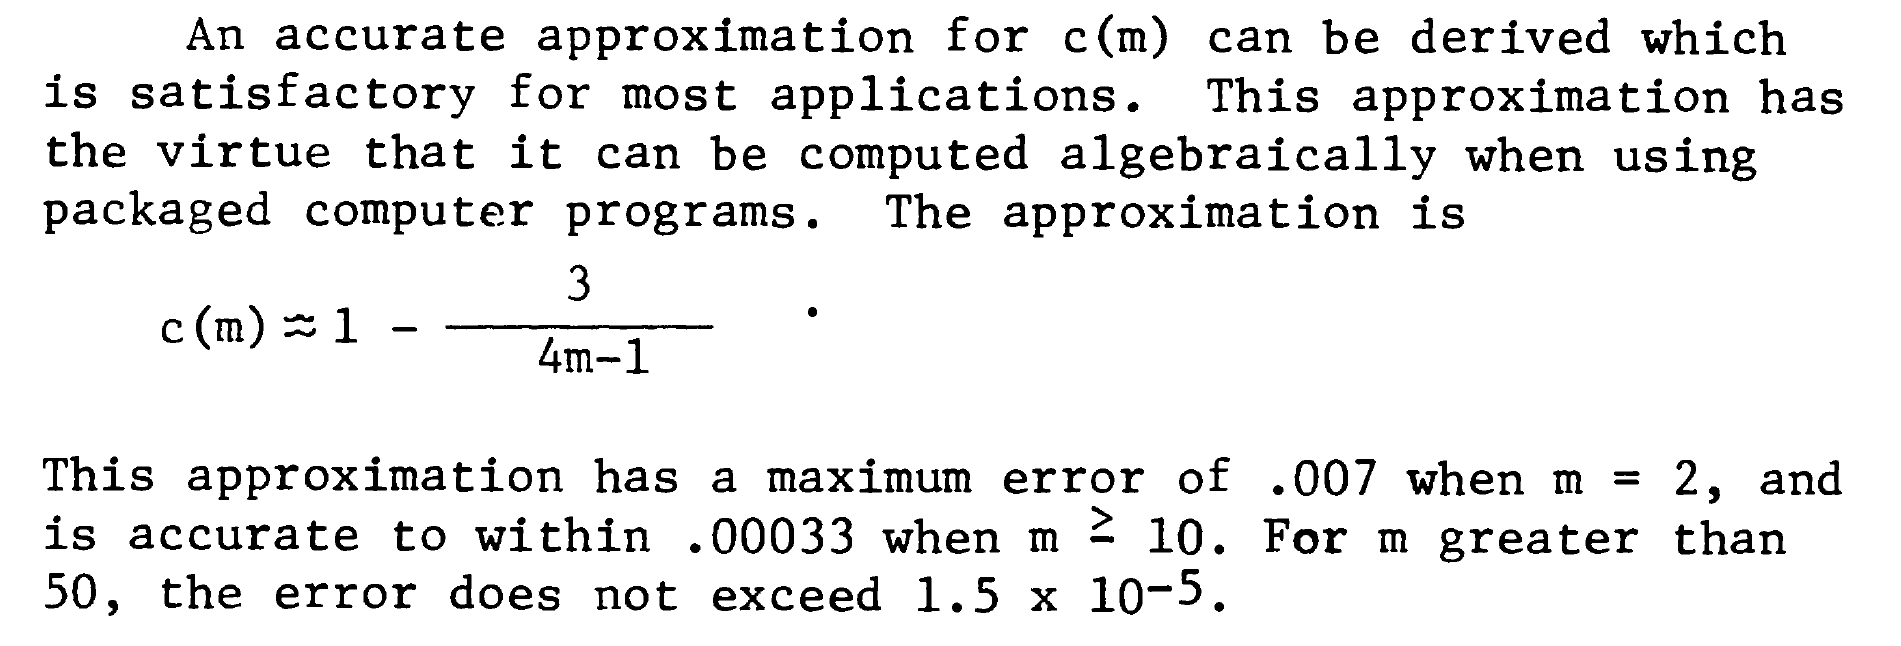 An accurate approximation for c(m) can be derived which
is satisfactory for most applications. This approximation has
the virtue that it can be computed algebraically when using
packaged computer programs. The approximation is
c(m) ≈ 1 - 3/(4m-1) .
This approximation has a maximum error of .007 when m = 2, and
is accurate to within .00033 when m ≥ 10. For m greater than
50, the error does not exceed 1.5 x 10⁻⁵.